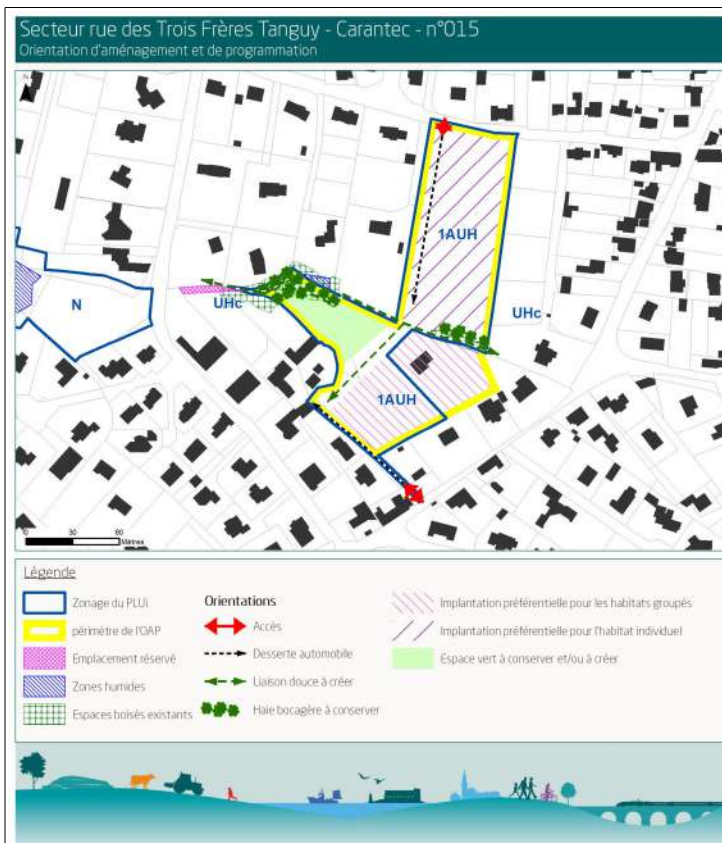 Secteur rue des Trois Frères Tanguy - Carantec - n°015
Orientation d'aménagement et de programmation
N
1AUH
N
UHc
UHc
1AUH
0 30 60
Mètres
Légende
Zonage du PLUi
périmètre de l'OAP
Emplacement réservé
Zones humides
Espaces boisés existants
Orientations
Accès
Desserte automobile
Liaison douce à créer
Haie bocagère à conserver
Implantation préférentielle pour les habitats groupés
Implantation préférentielle pour l'habitat individuel
Espace vert à conserver et/ou à créer